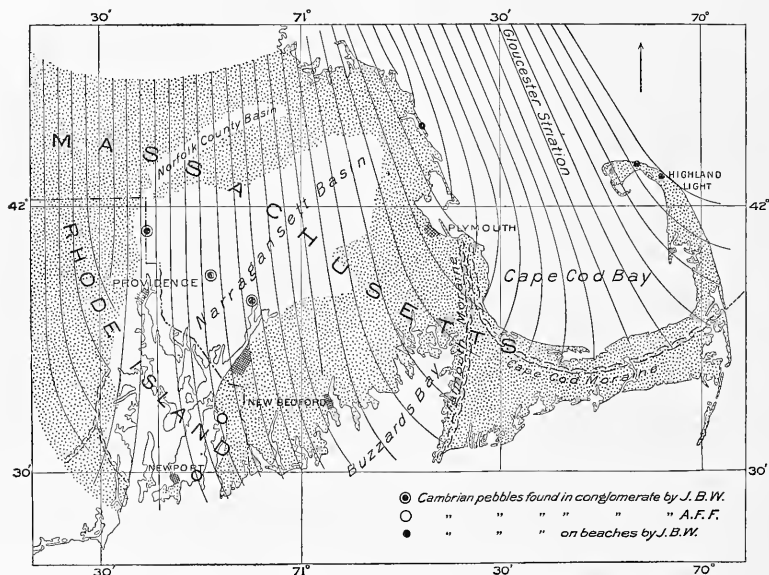 30′ 71° 30′ 70°
Gloucester Striation
MASSACHUSETTS
Norfolk County Basin
HIGHLAND
LIGHT
42° 42°
Narragansett Basin
PLYMOUTH
RHODE ISLAND
PROVIDENCE
Cape Cod Bay
Falmouth Moraine
Cape Cod Moraine
NEW BEDFORD
Buzzards Bay
NEWPORT
30′ 30′
Cambrian pebbles found in conglomerate by J.B.W.
" " " " " " A.F.F.
" " " on beaches by J.B.W.
30′ 71° 30′ 70°